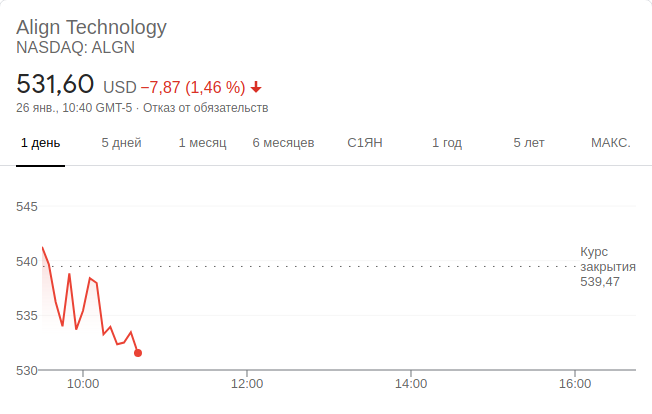 Align Technology
NASDAQ: ALGN
531,60 USD −7,87 (1,46 %)
26 янв., 10:40 GMT-5 · Отказ от обязательств
1 день 5 дней 1 месяц 6 месяцев С1ЯН 1 год 5 лет МАКС.
545
540
535
530
Курс
закрытия
539,47
10:00 12:00 14:00 16:00